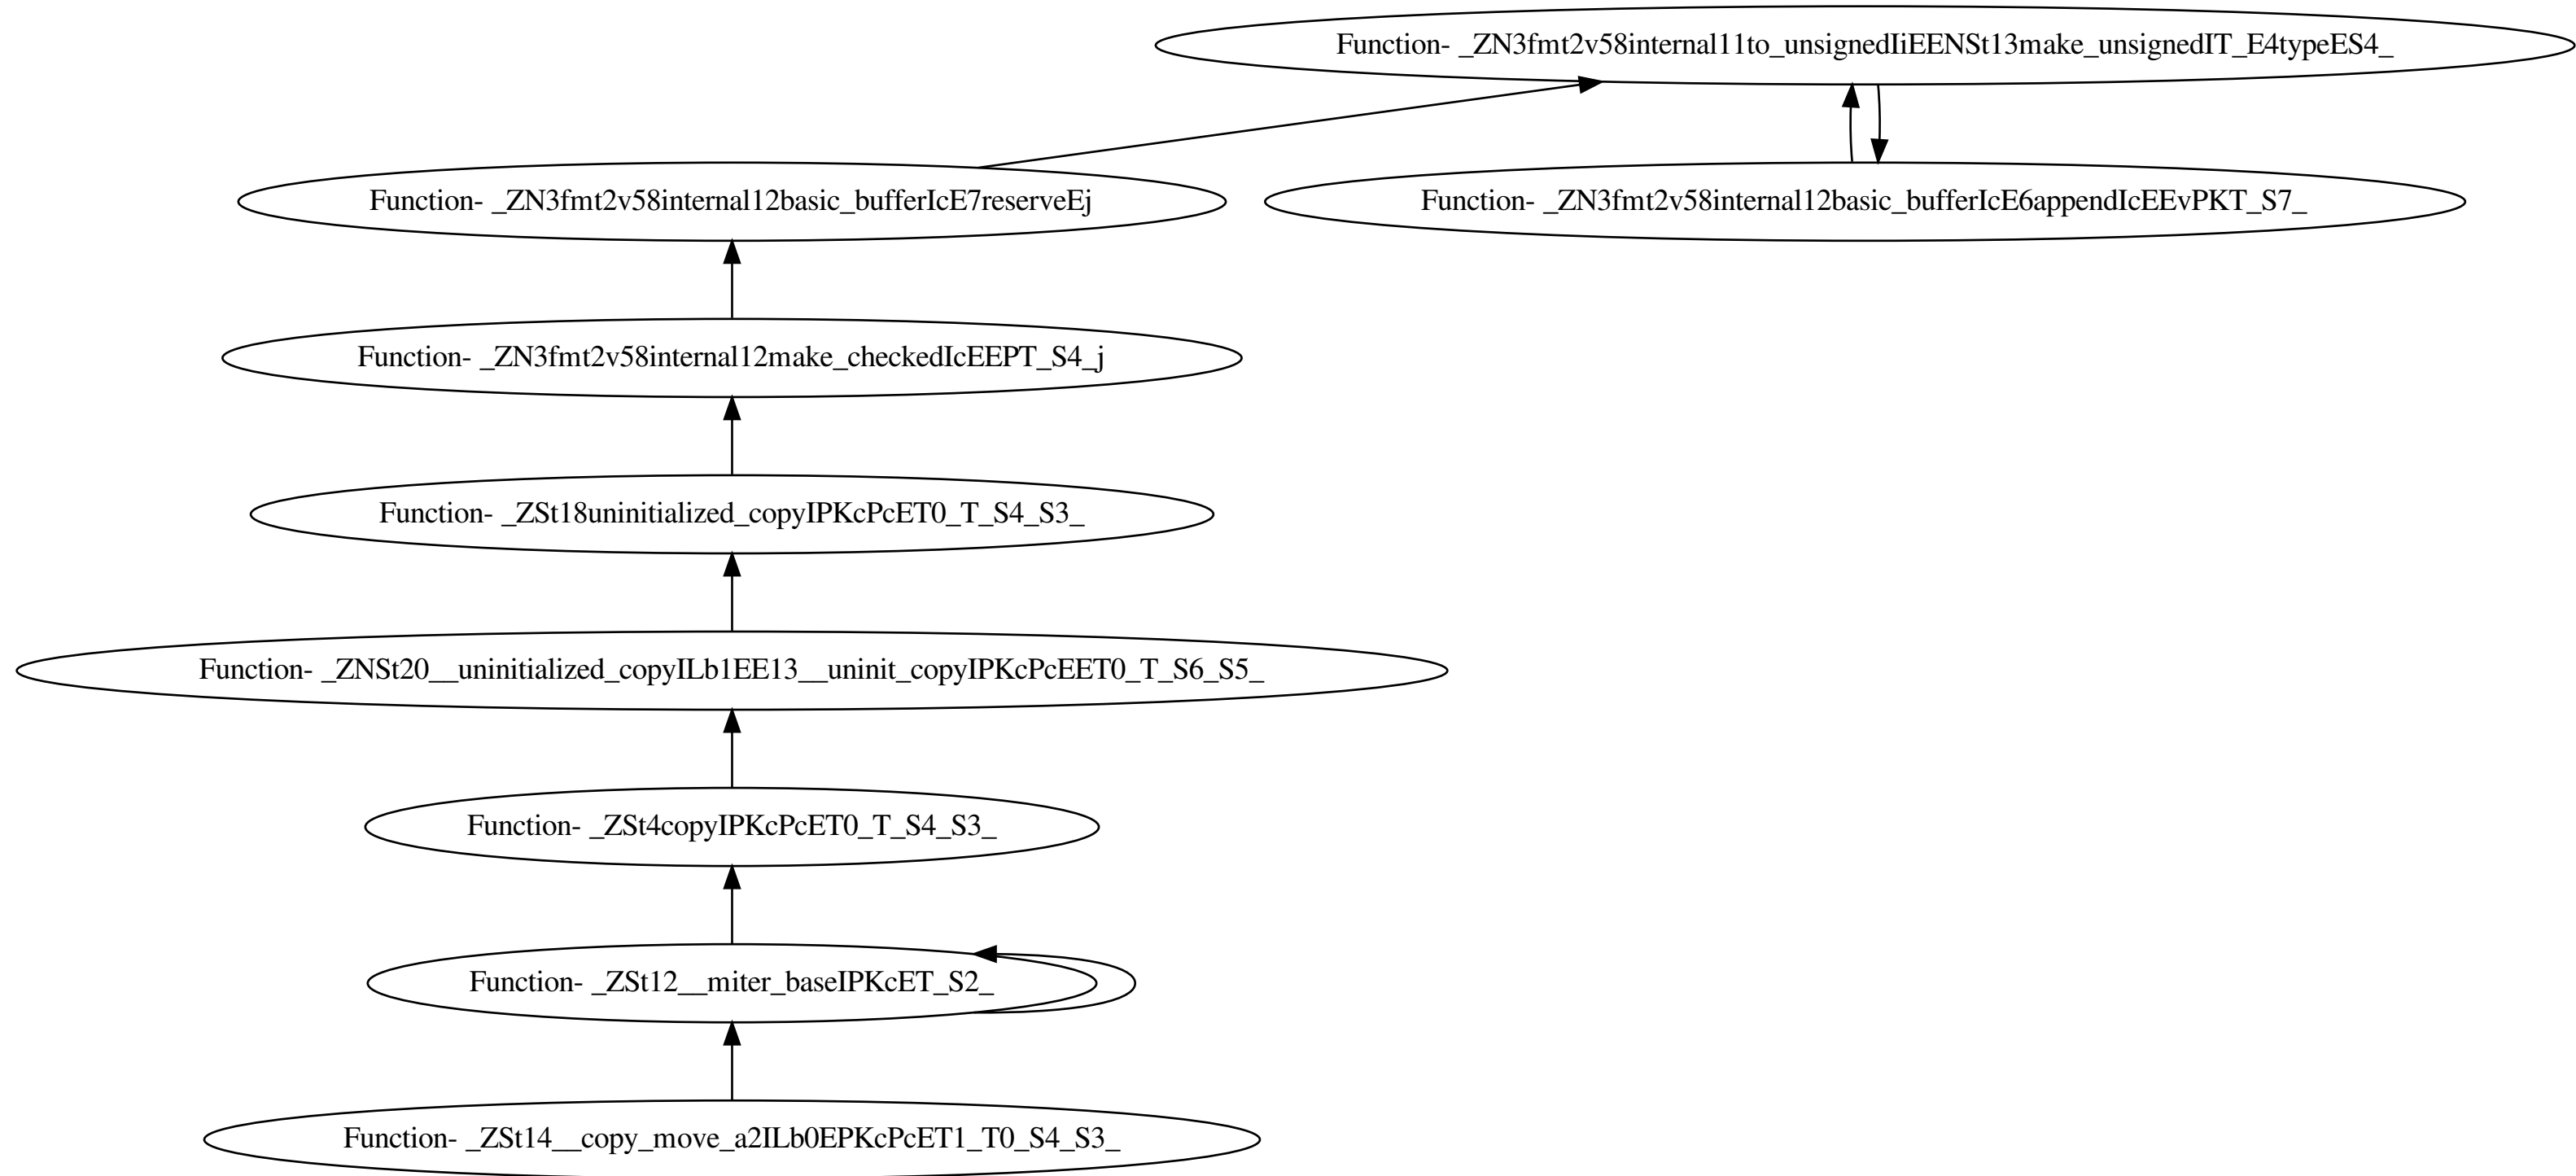 Function- _ZN3fmt2v58internal11to_unsignedIiEENSt13make_unsignedIT_E4typeES4_
Function- _ZN3fmt2v58internal12basic_bufferIcE7reserveEj
Function- _ZN3fmt2v58internal12basic_bufferIcE6appendIcEEvPKT_S7_
Function- _ZN3fmt2v58internal12make_checkedIcEEPT_S4_j
Function- _ZSt18uninitialized_copyIPKcPcET0_T_S4_S3_
Function- _ZNSt20__uninitialized_copyILb1EE13__uninit_copyIPKcPcEET0_T_S6_S5_
Function- _ZSt4copyIPKcPcET0_T_S4_S3_
Function- _ZSt12__miter_baseIPKcET_S2_
Function- _ZSt14__copy_move_a2ILb0EPKcPcET1_T0_S4_S3_